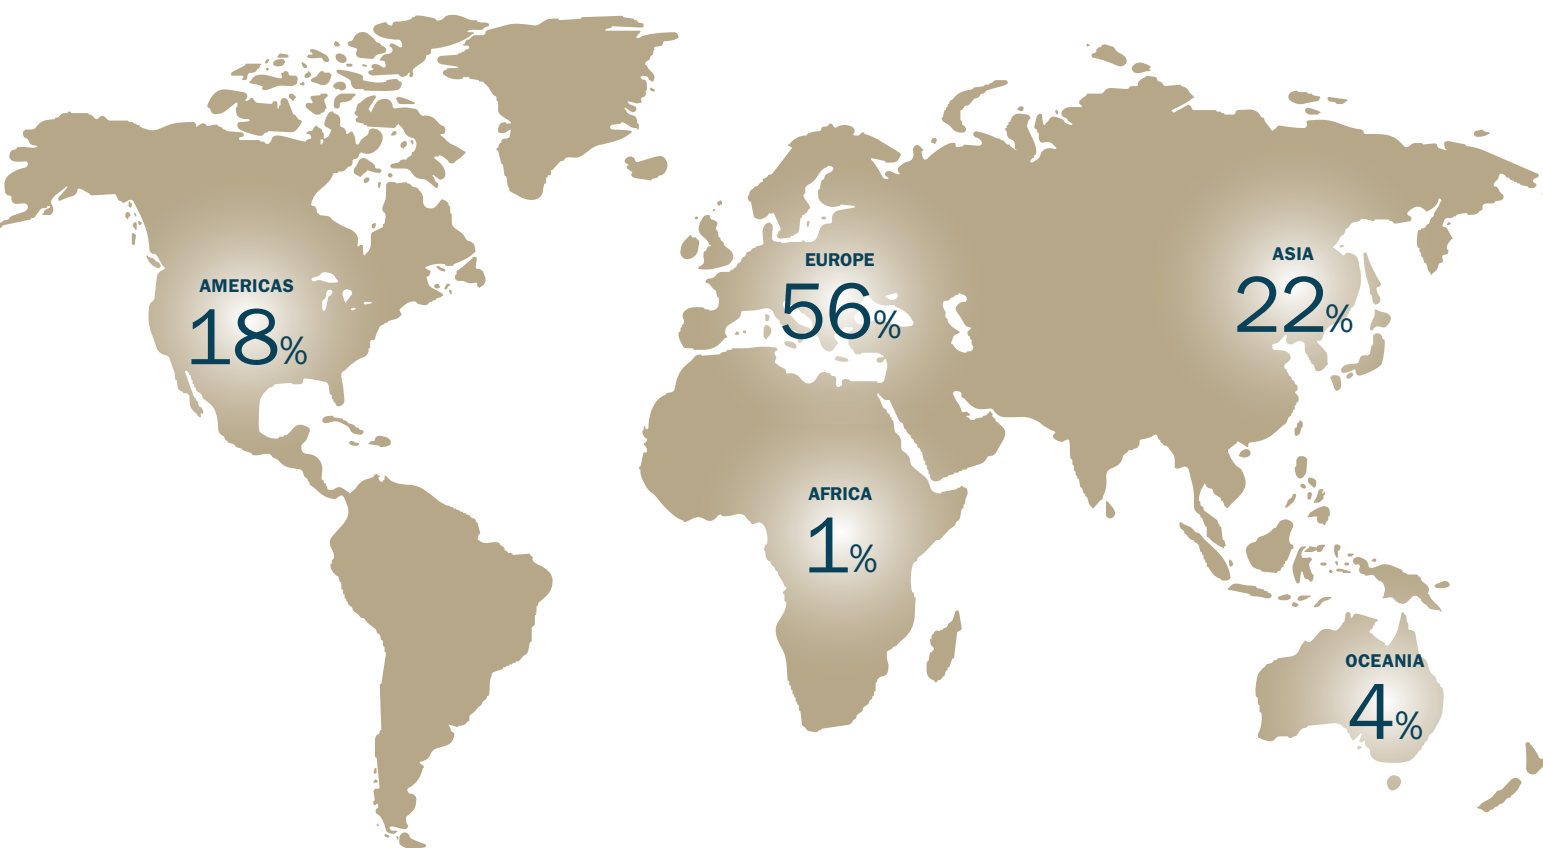 EUROPE
56%
ASIA
22%
AMERICAS
18%
AFRICA
1%
OCEANIA
4%